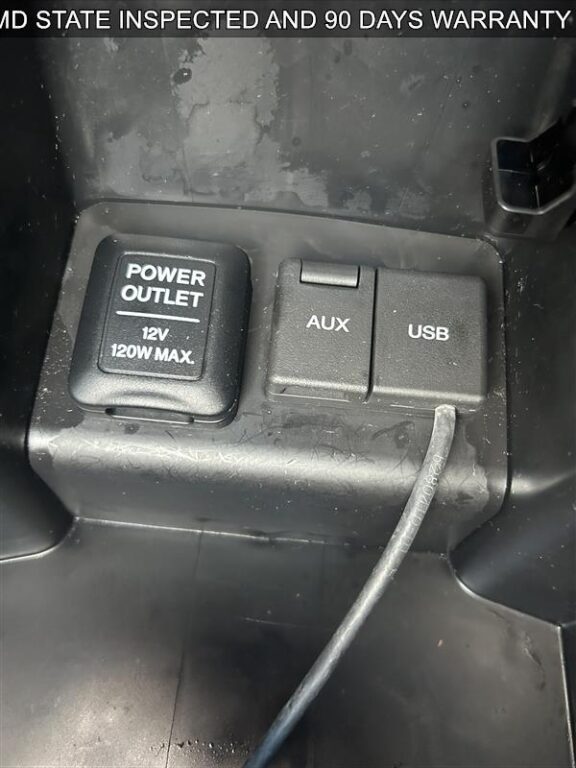 MD STATE INSPECTED AND 90 DAYS WARRANTY
POWER
OUTLET
12V
120W MAX.
AUX
USB